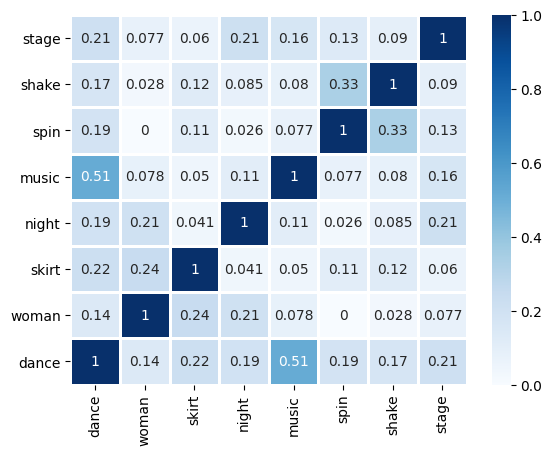 stage 0.21 0.077 0.06 0.21 0.16 0.13 0.09 1
shake 0.17 0.028 0.12 0.085 0.08 0.33 1 0.09
spin 0.19 0 0.11 0.026 0.077 1 0.33 0.13
music 0.51 0.078 0.05 0.11 1 0.077 0.08 0.16
night 0.19 0.21 0.041 1 0.11 0.026 0.085 0.21
skirt 0.22 0.24 1 0.041 0.05 0.11 0.12 0.06
woman 0.14 1 0.24 0.21 0.078 0 0.028 0.077
dance 1 0.14 0.22 0.19 0.51 0.19 0.17 0.21
dance woman skirt night music spin shake stage
1.0
0.8
0.6
0.4
0.2
0.0